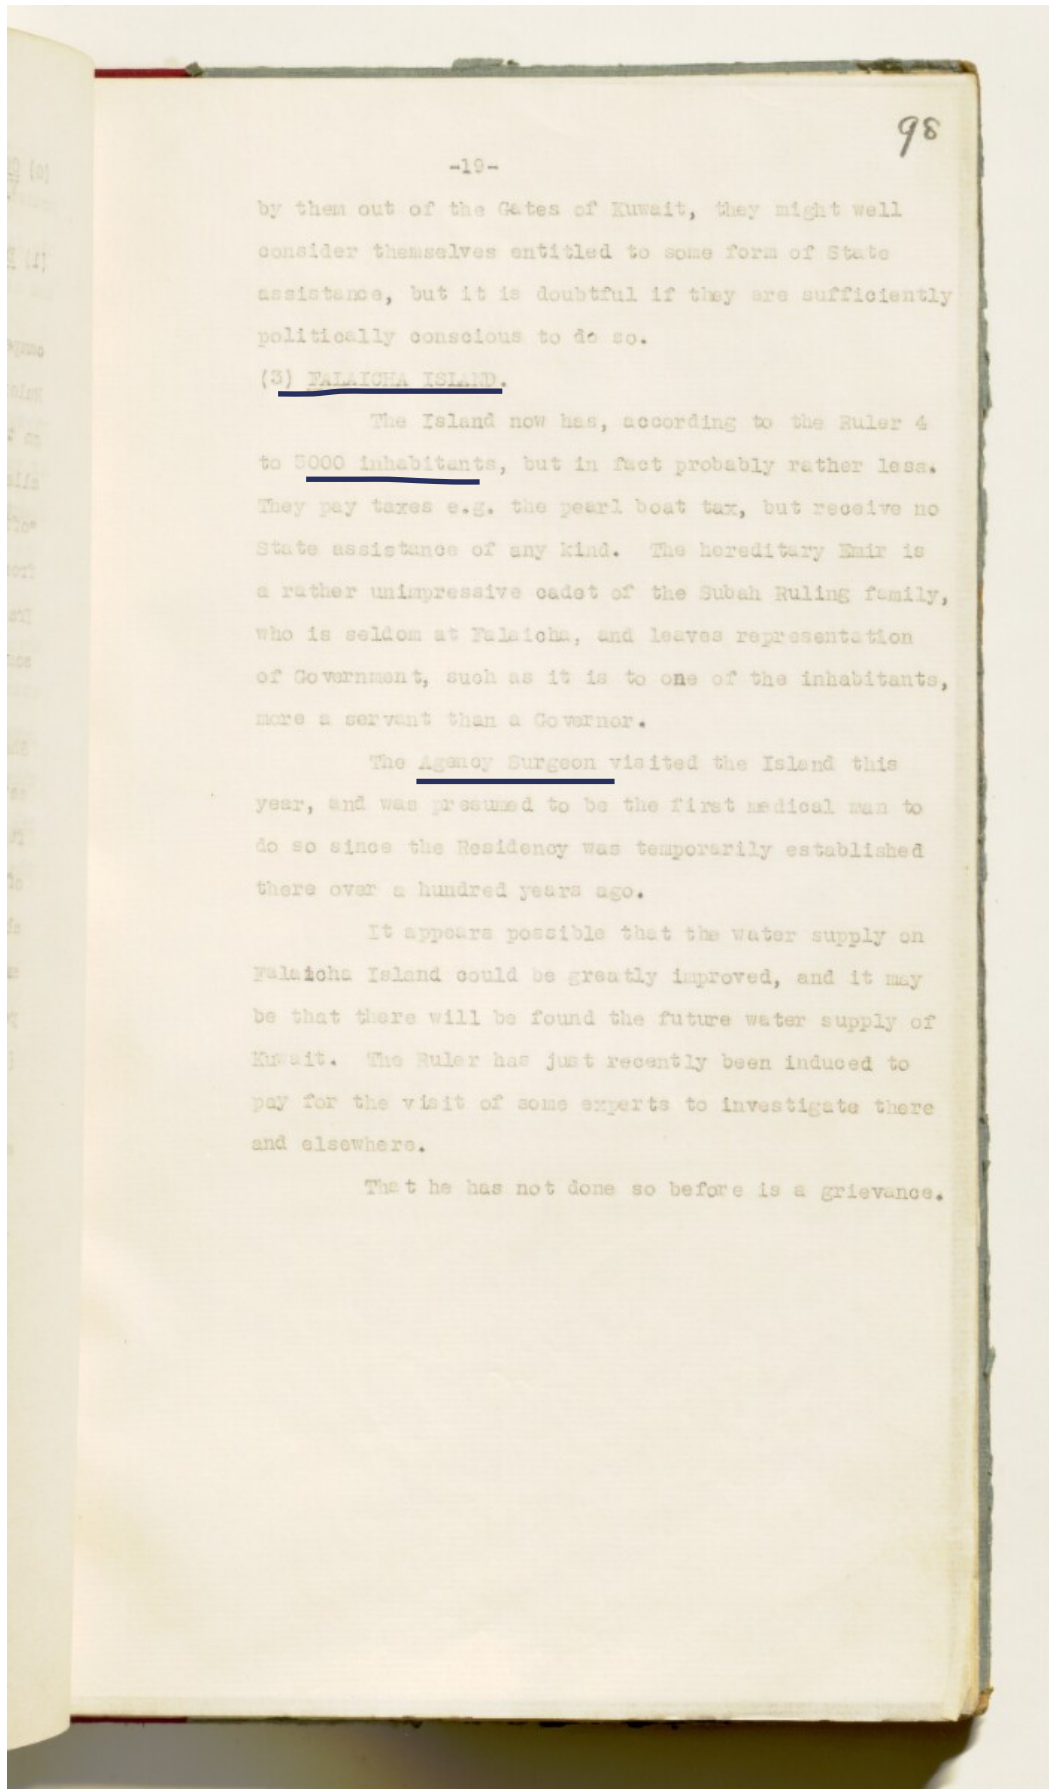 98
-19-
by them out of the Gates of Kuwait, they might well
consider themselves entitled to some form of State
assistance, but it is doubtful if they are sufficiently
politically conscious to do so.
(3) FALAICHA ISLAND.
The Island now has, according to the Ruler 4
to 5000 inhabitants, but in fact probably rather less.
They pay taxes e.g. the pearl boat tax, but receive no
State assistance of any kind. The hereditary Emir is
a rather unimpressive cadet of the Subah Ruling family,
who is seldom at Falaicha, and leaves representation
of Government, such as it is to one of the inhabitants,
more a servant than a Governor.
The Agency Surgeon visited the Island this
year, and was presumed to be the first medical man to
do so since the Residency was temporarily established
there over a hundred years ago.
It appears possible that the water supply on
Falaicha Island could be greatly improved, and it may
be that there will be found the future water supply of
Kuwait. The Ruler has just recently been induced to
pay for the visit of some experts to investigate there
and elsewhere.
That he has not done so before is a grievance.